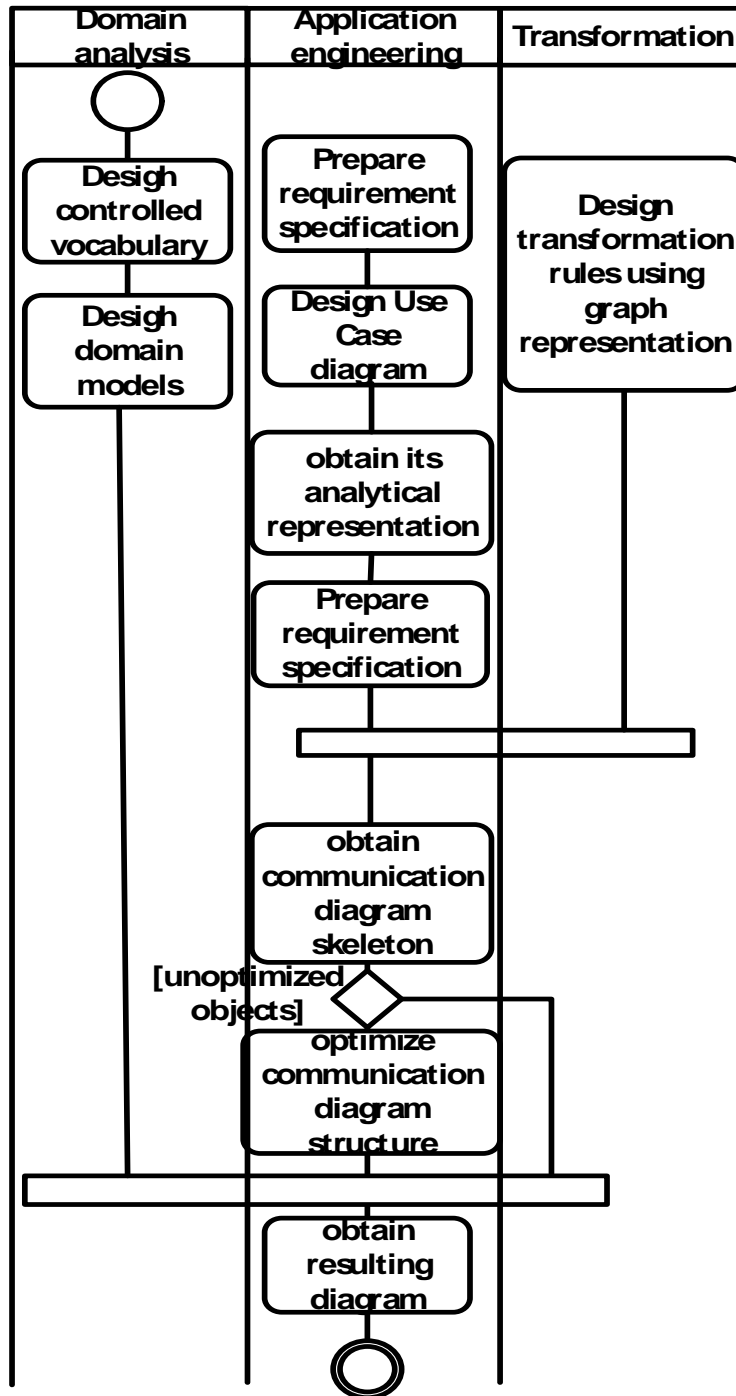 Domain
analysis
Application
engineering
Transformation
Design
controlled
vocabulary
Design
domain
models
Prepare
requirement
specification
Design Use
Case
diagram
obtain its
analytical
representation
Prepare
requirement
specification
Design
transformation
rules using
graph
representation
obtain
communication
diagram
skeleton
[unoptimized
objects]
optimize
communication
diagram
structure
obtain
resulting
diagram